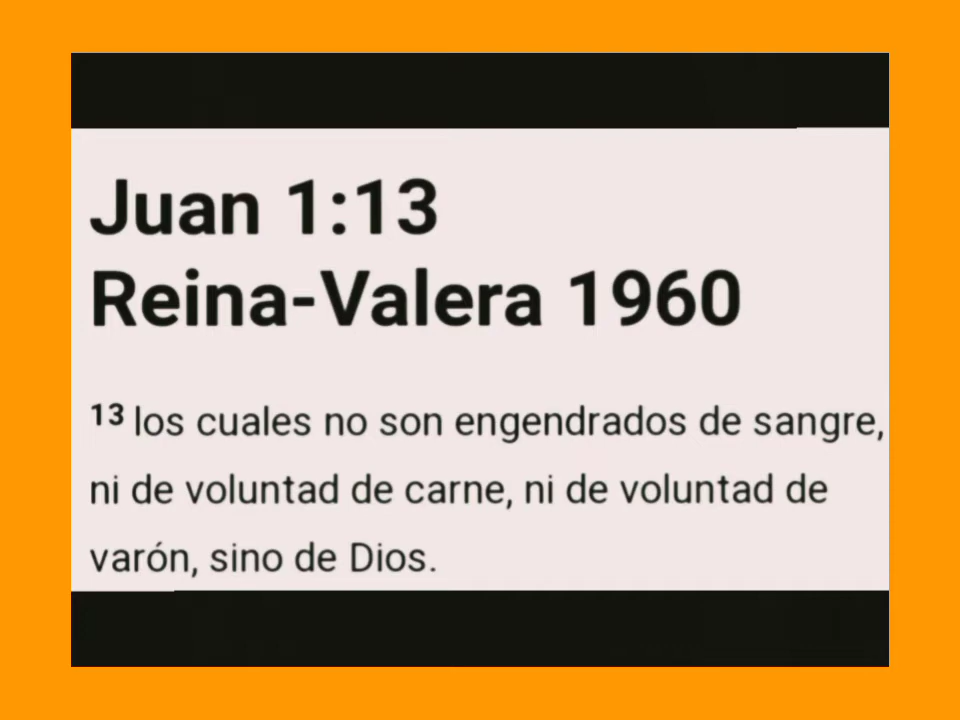 Juan 1:13
Reina-Valera 1960
13 los cuales no son engendrados de sangre,
ni de voluntad de carne, ni de voluntad de
varón, sino de Dios.